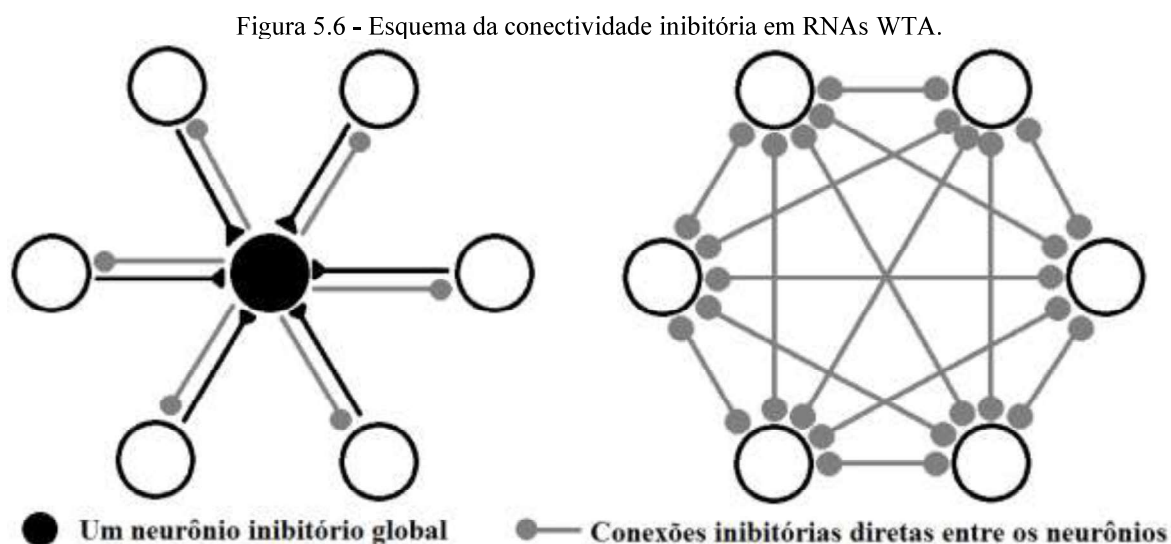 Figura 5.6 - Esquema da conectividade inibitória em RNAs WTA.
Um neurônio inibitório global
Conexões inibitórias diretas entre os neurônios